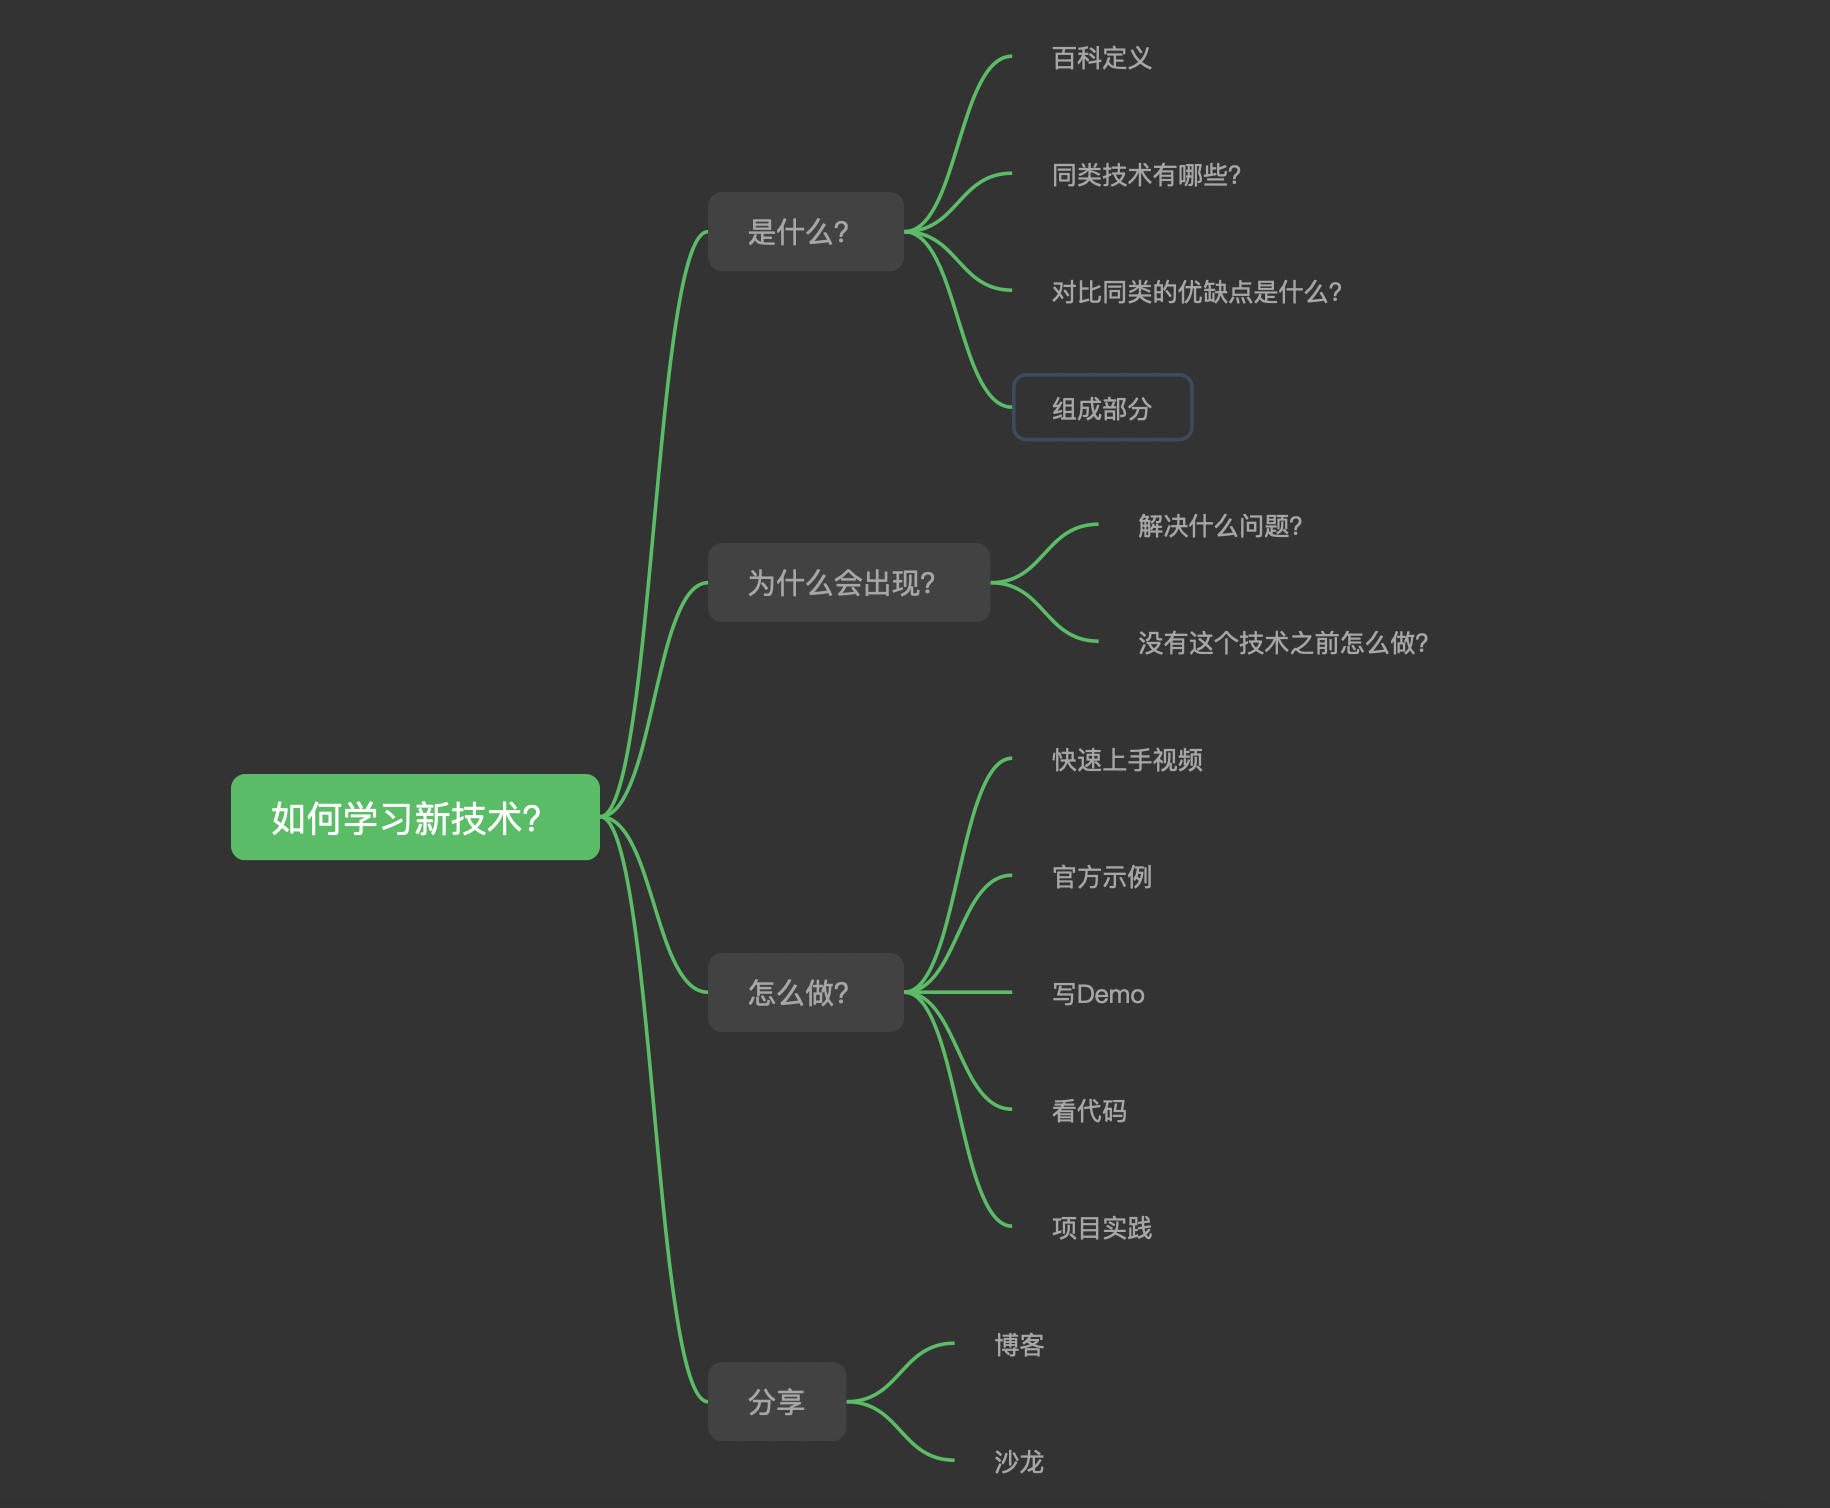 如何学习新技术?
是什么?
百科定义
同类技术有哪些?
对比同类的优缺点是什么?
组成部分
为什么会出现?
解决什么问题?
没有这个技术之前怎么做?
怎么做?
快速上手视频
官方示例
写Demo
看代码
项目实践
分享
博客
沙龙